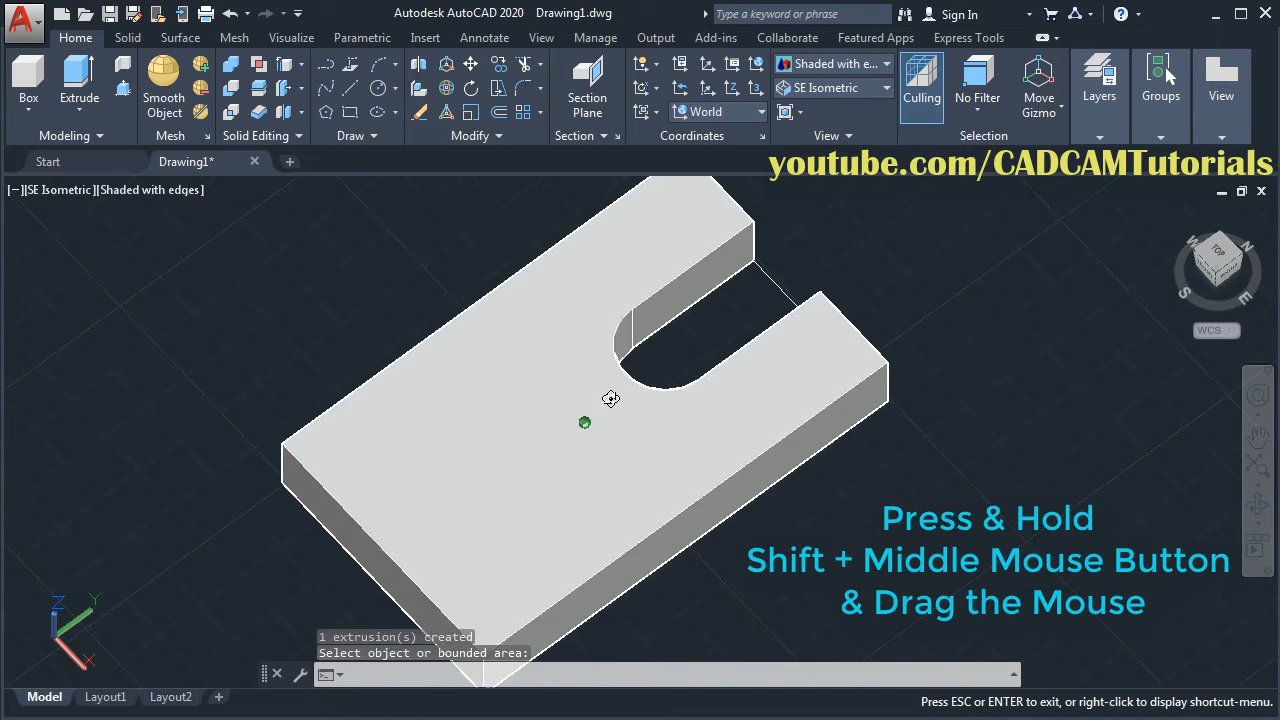 Autodesk AutoCAD 2020 Drawing1.dwg
Type a keyword or phrase
Sign In
Home Solid Surface Mesh Visualize Parametric Insert Annotate View Manage Output Add-ins Collaborate Featured Apps Express Tools
Shaded with e...
SE Isometric
World
Box
Extrude
Smooth
Object
Section
Plane
Culling
No Filter
Move
Gizmo
Layers
Groups
View
Modeling
Mesh
Solid Editing
Draw
Modify
Section
Coordinates
View
Selection
Start
Drawing1*
youtube.com/CADCAMTutorials
[−][SE Isometric][Shaded with edges]
N
W
TOP
S
E
WCS
Press & Hold
Shift + Middle Mouse Button
& Drag the Mouse
Z
Y
X
1 extrusion(s) created
Select object or bounded area:
Model
Layout1
Layout2
Press ESC or ENTER to exit, or right-click to display shortcut-menu.